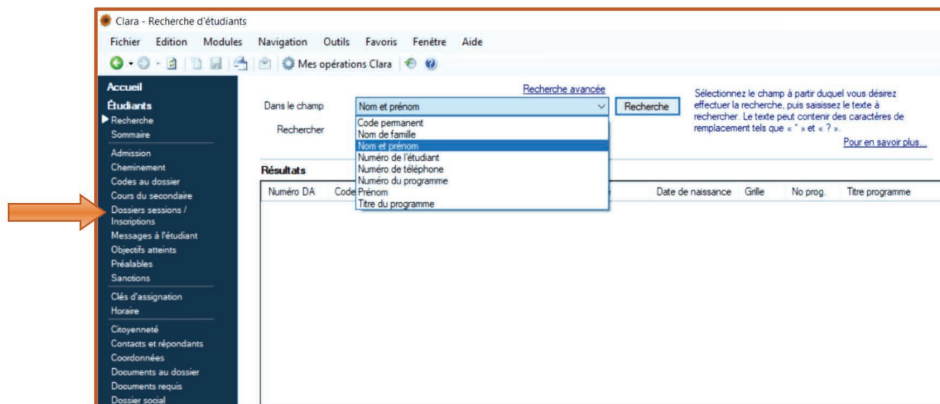 Clara - Recherche d'étudiants
Fichier Edition Modules Navigation Outils Favoris Fenêtre Aide
Mes opérations Clara
Accueil
Étudiants
Recherche
Sommaire
Admission
Cheminement
Codes au dossier
Cours du secondaire
Dossiers sessions /
Inscriptions
Messages à l'étudiant
Objectifs atteints
Préalables
Sanctions
Clés d'assignation
Horaire
Citoyenneté
Contacts et répondants
Coordonnées
Documents au dossier
Documents requis
Dossier social
Recherche avancée
Dans le champ Nom et prénom Recherche
Rechercher
Code permanent
Nom de famille
Nom et prénom
Numéro de l'étudiant
Numéro de téléphone
Numéro du programme
Prénom
Titre du programme
Sélectionnez le champ à partir duquel vous désirez
effectuer la recherche, puis saisissez le texte à
rechercher. Le texte peut contenir des caractères de
remplacement tels que « * » et « ? ».
Pour en savoir plus...
Résultats
Numéro DA Code Date de naissance Grille No prog. Titre programme